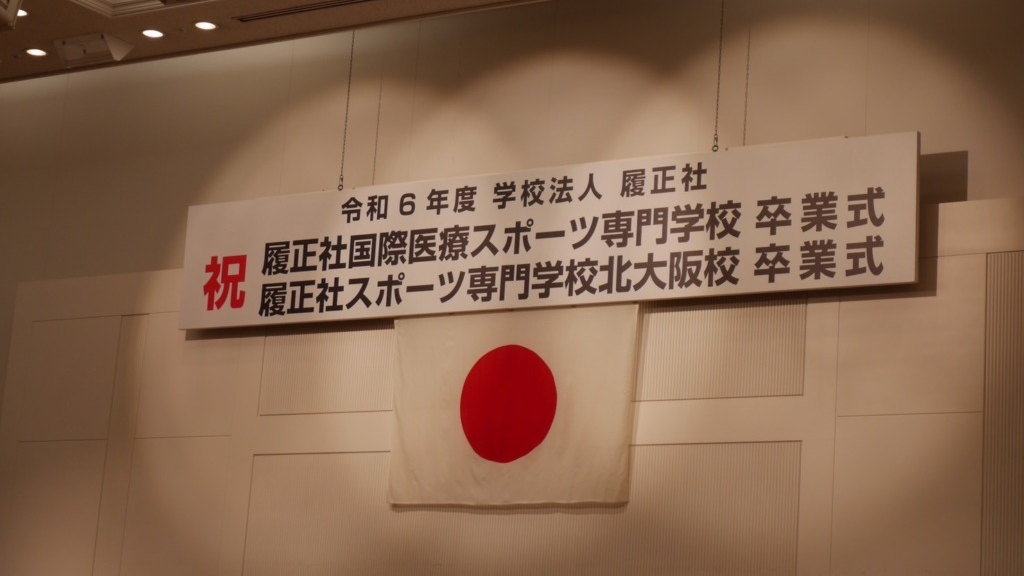 令和6年度 学校法人 履正社
祝
履正社国際医療スポーツ専門学校 卒業式
履正社スポーツ専門学校北大阪校 卒業式